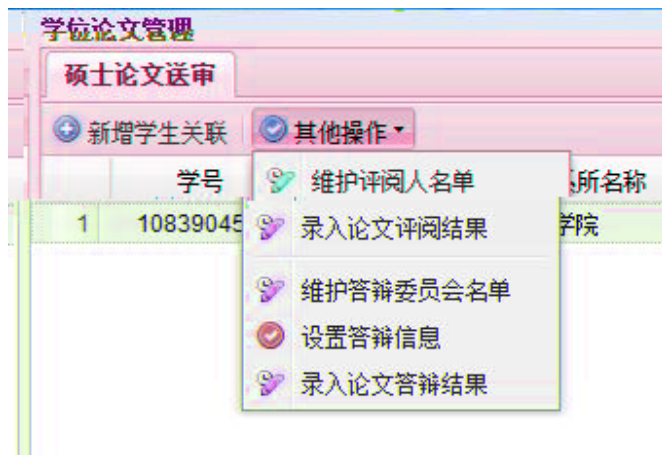 学位论文管理
硕士论文送审
新增学生关联 其他操作
学号 所名称
维护评阅人名单
1 10839045 学院
录入论文评阅结果
维护答辩委员会名单
设置答辩信息
录入论文答辩结果